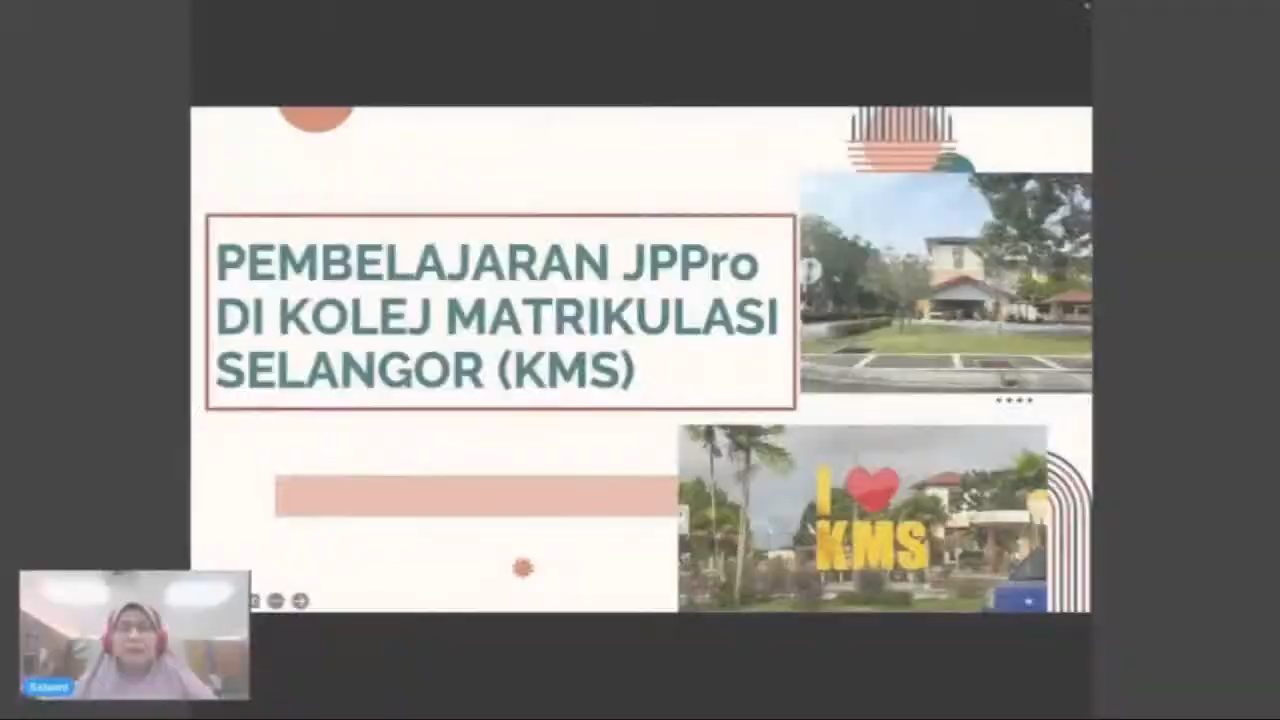 PEMBELAJARAN JPPro
DI KOLEJ MATRIKULASI
SELANGOR (KMS)
I
KMS